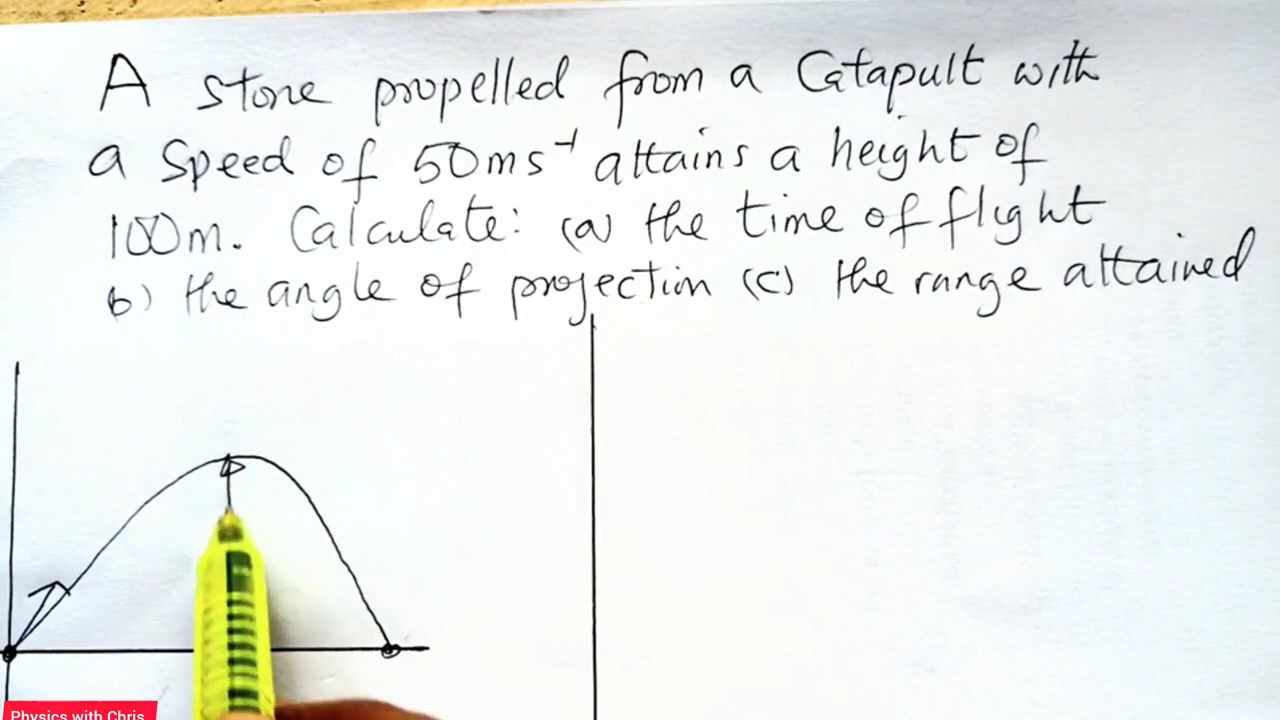 A stone propelled from a Catapult with
a speed of 50ms⁻¹ attains a height of
100m. Calculate: (a) the time of flight
b) the angle of projection (c) the range attained
Physics with Chris